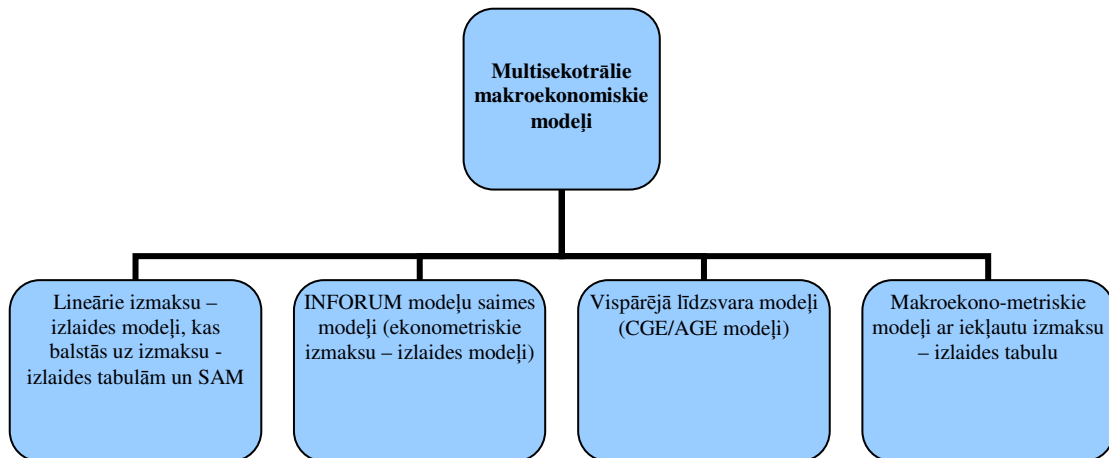 Multisekotrālie
makroekonomiskie
modeļi
Lineārie izmaksu –
izlaides modeļi, kas
balstās uz izmaksu -
izlaides tabulām un SAM
INFORUM modeļu saimes
modeļi (ekonometriskie
izmaksu – izlaides modeļi)
Vispārējā līdzsvara modeļi
(CGE/AGE modeļi)
Makroekono-metriskie
modeļi ar iekļautu izmaksu
– izlaides tabulu